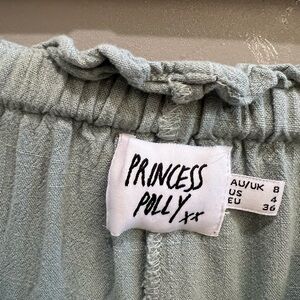 PRINCESS
POLLY xx
AU/UK 8
US 4
EU 36